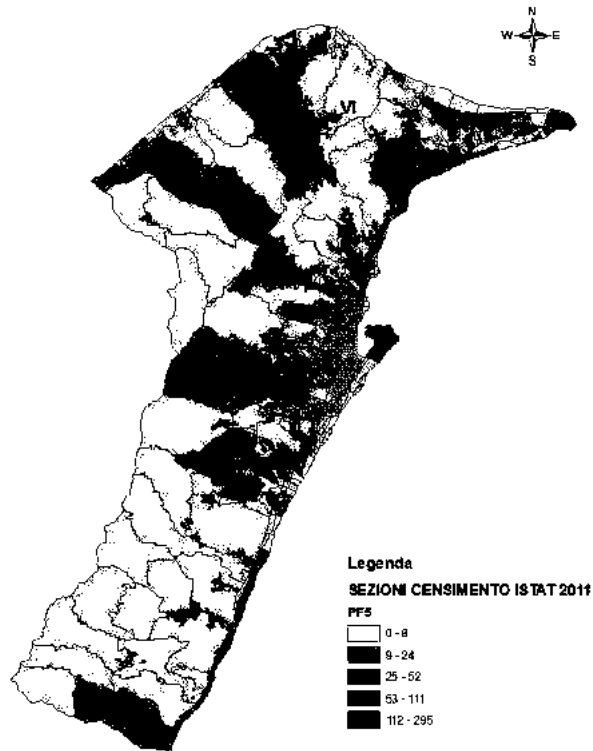 N
W E
S
VI
Legenda
SEZIONI CENSIMENTO ISTAT 2011
PF5
0 - 8
9 - 24
25 - 52
53 - 111
112 - 295